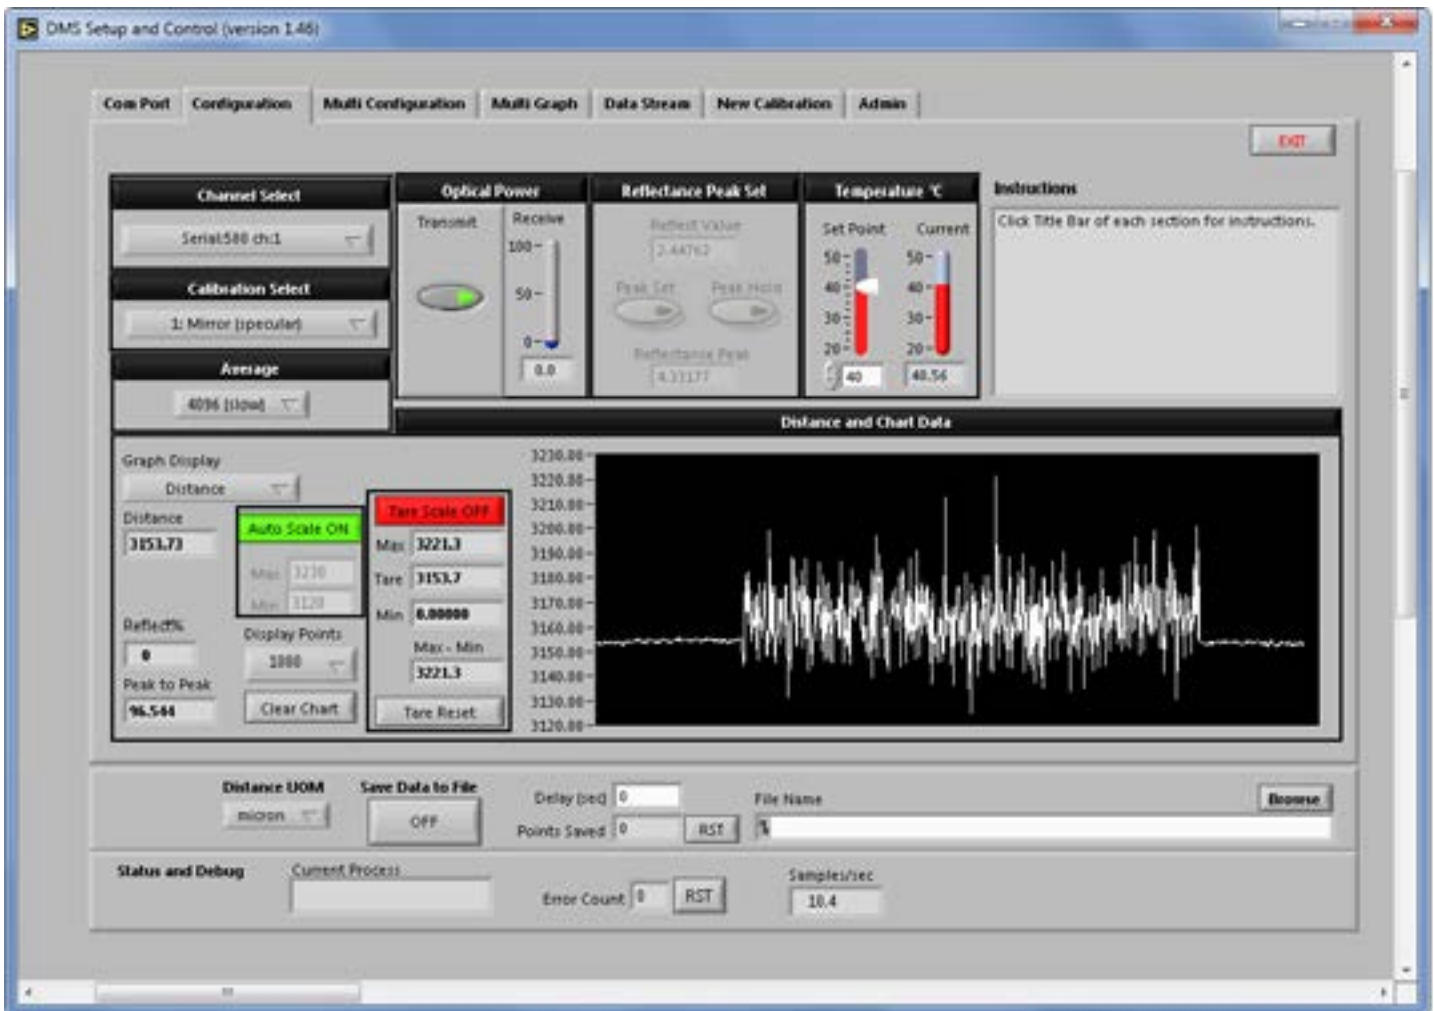 DMS Setup and Control (version 1.46)
Com Port Configuration Multi Configuration Multi Graph Data Stream New Calibration Admin
EXIT
Channel Select
Serial:580 ch:1
Calibration Select
1: Mirror (specular)
Average
4096 (slow)
Optical Power
Transmit Receive
100
50
0
0.0
Reflectance Peak Set
Reflect Value
2.44762
Peak Set Peak Hold
Reflectance Peak
4.33177
Temperature °C
Set Point Current
50 50
40 40
30 30
20 20
40 40.56
Instructions
Click Title Bar of each section for instructions.
Distance and Chart Data
Graph Display
Distance
Distance
3153.73
Reflect%
0
Peak to Peak
96.544
Auto Scale ON
Max 3230
Min 3120
Display Points
1000
Clear Chart
Tare Scale OFF
Max 3221.3
Tare 3153.7
Min 0.00000
Max - Min
3221.3
Tare Reset
3230.00
3220.00
3210.00
3200.00
3190.00
3180.00
3170.00
3160.00
3150.00
3140.00
3130.00
3120.00
Distance UOM
micron
Save Data to File
OFF
Delay (sec) 0
Points Saved 0 RST
File Name
%
Browse
Status and Debug
Current Process
Error Count 0 RST
Samples/sec
10.4